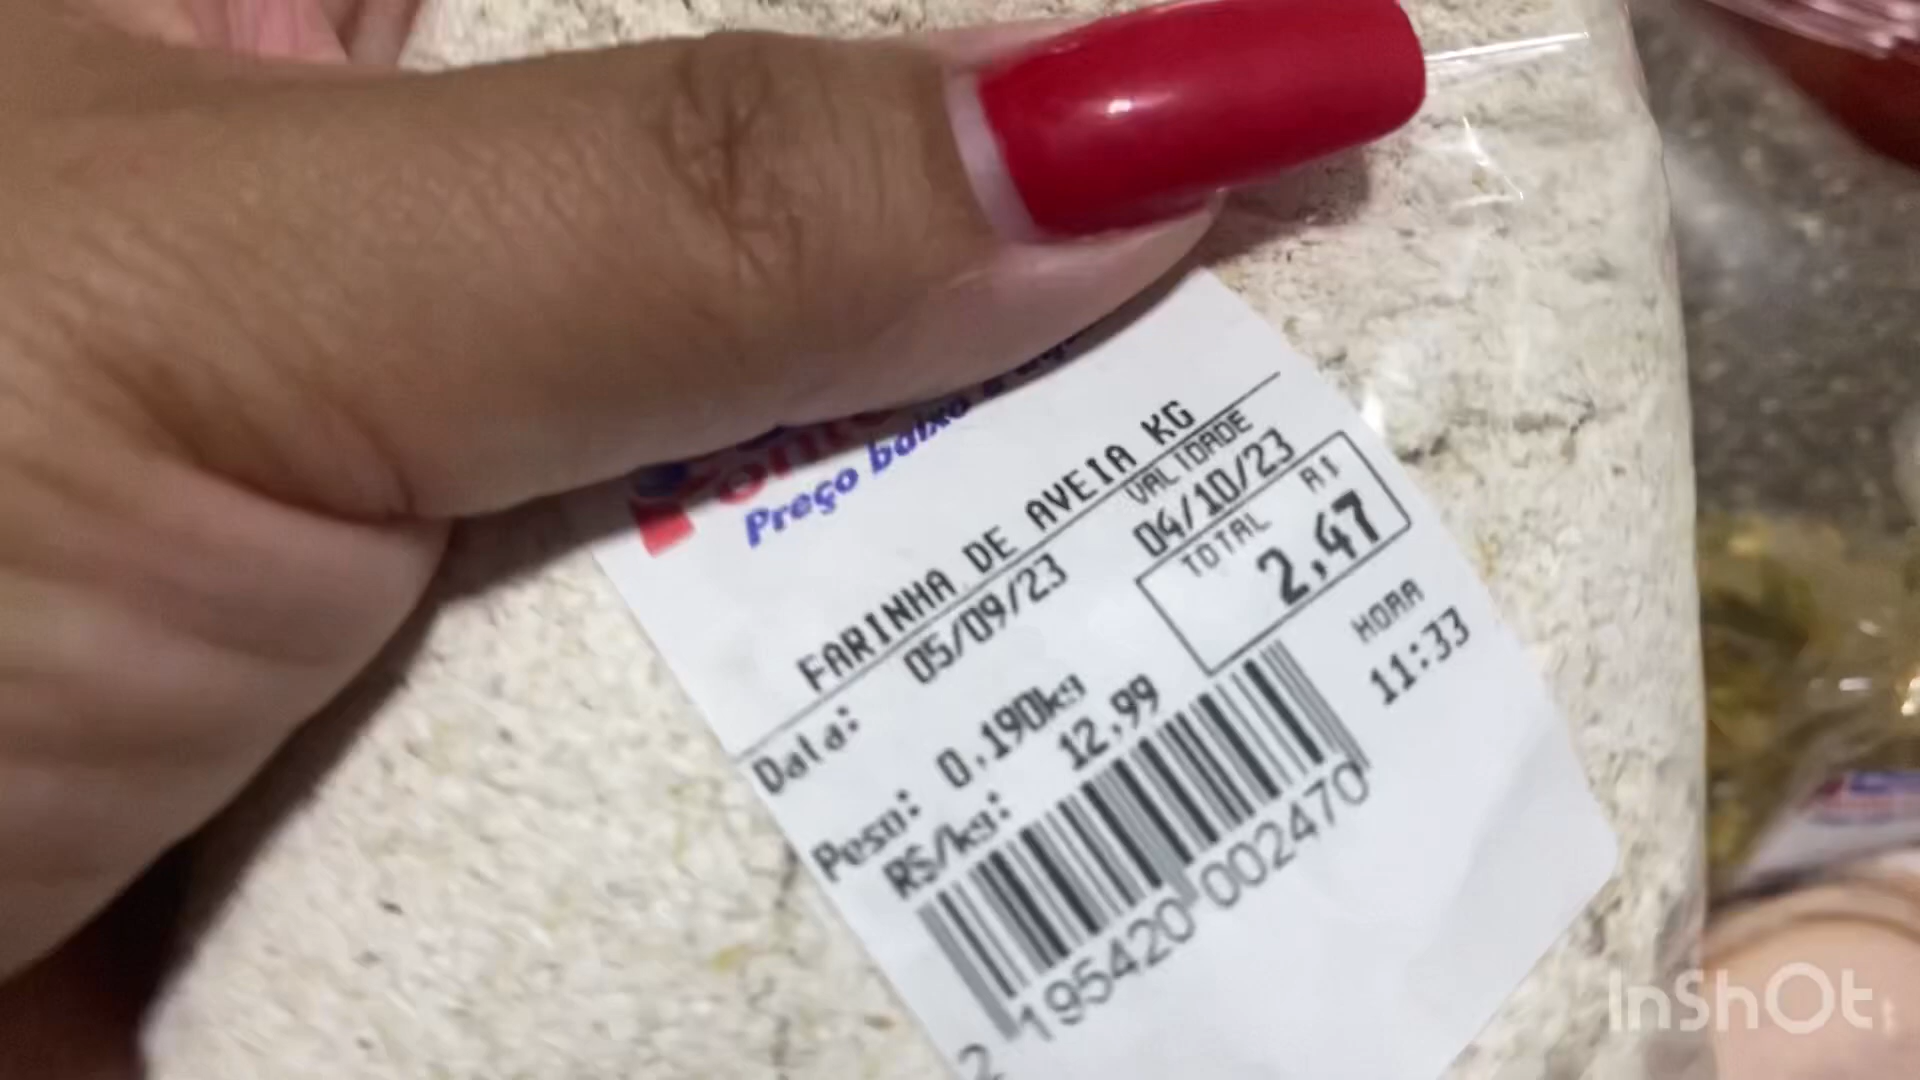 Preço baixo
FARINHA DE AVEIA KG
VALIDADE
Data: 05/09/23 04/10/23
TOTAL R$
2,47
Peso: 0.190kg
R$/kg: 12,99
HORA
11:33
2 195420 002470
InShOt